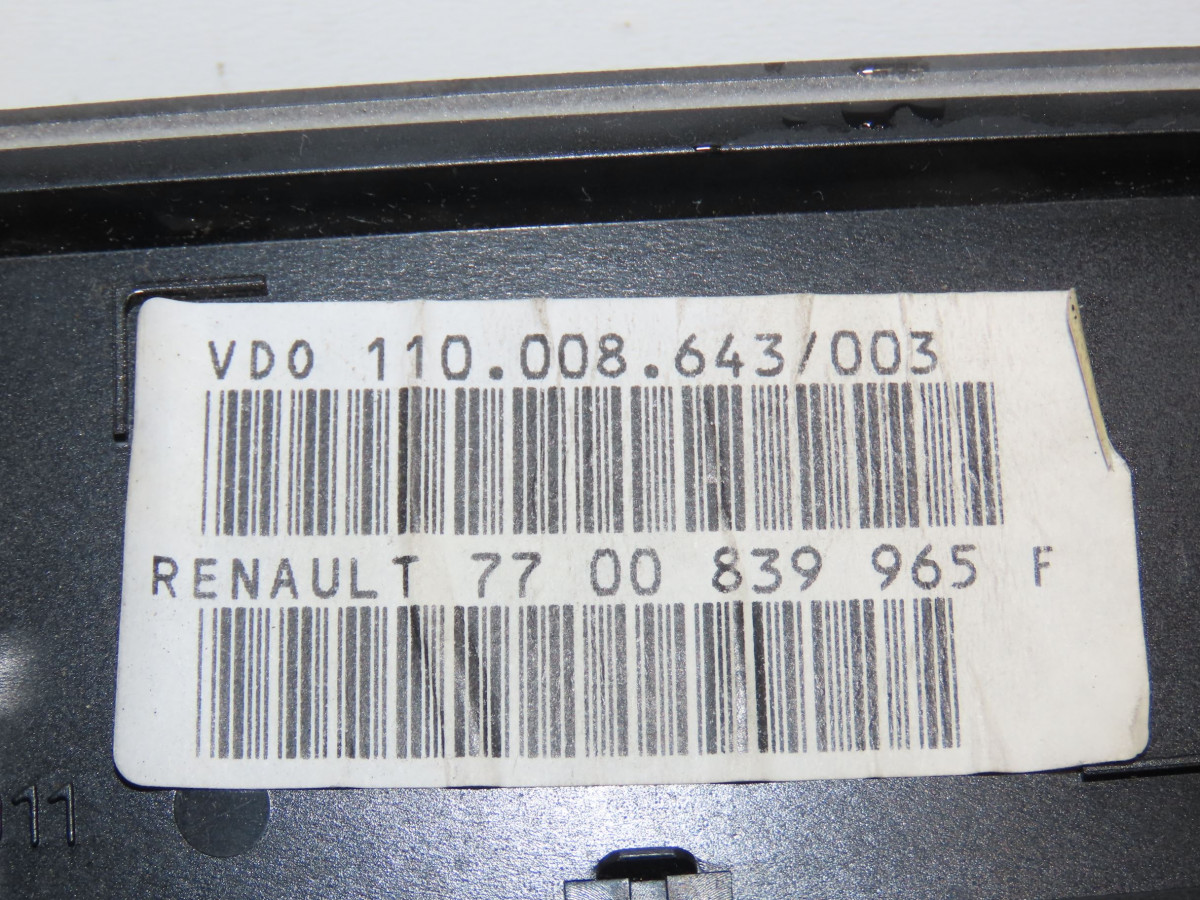 VDO 110.008.643/003
RENAULT 77 00 839 965 F